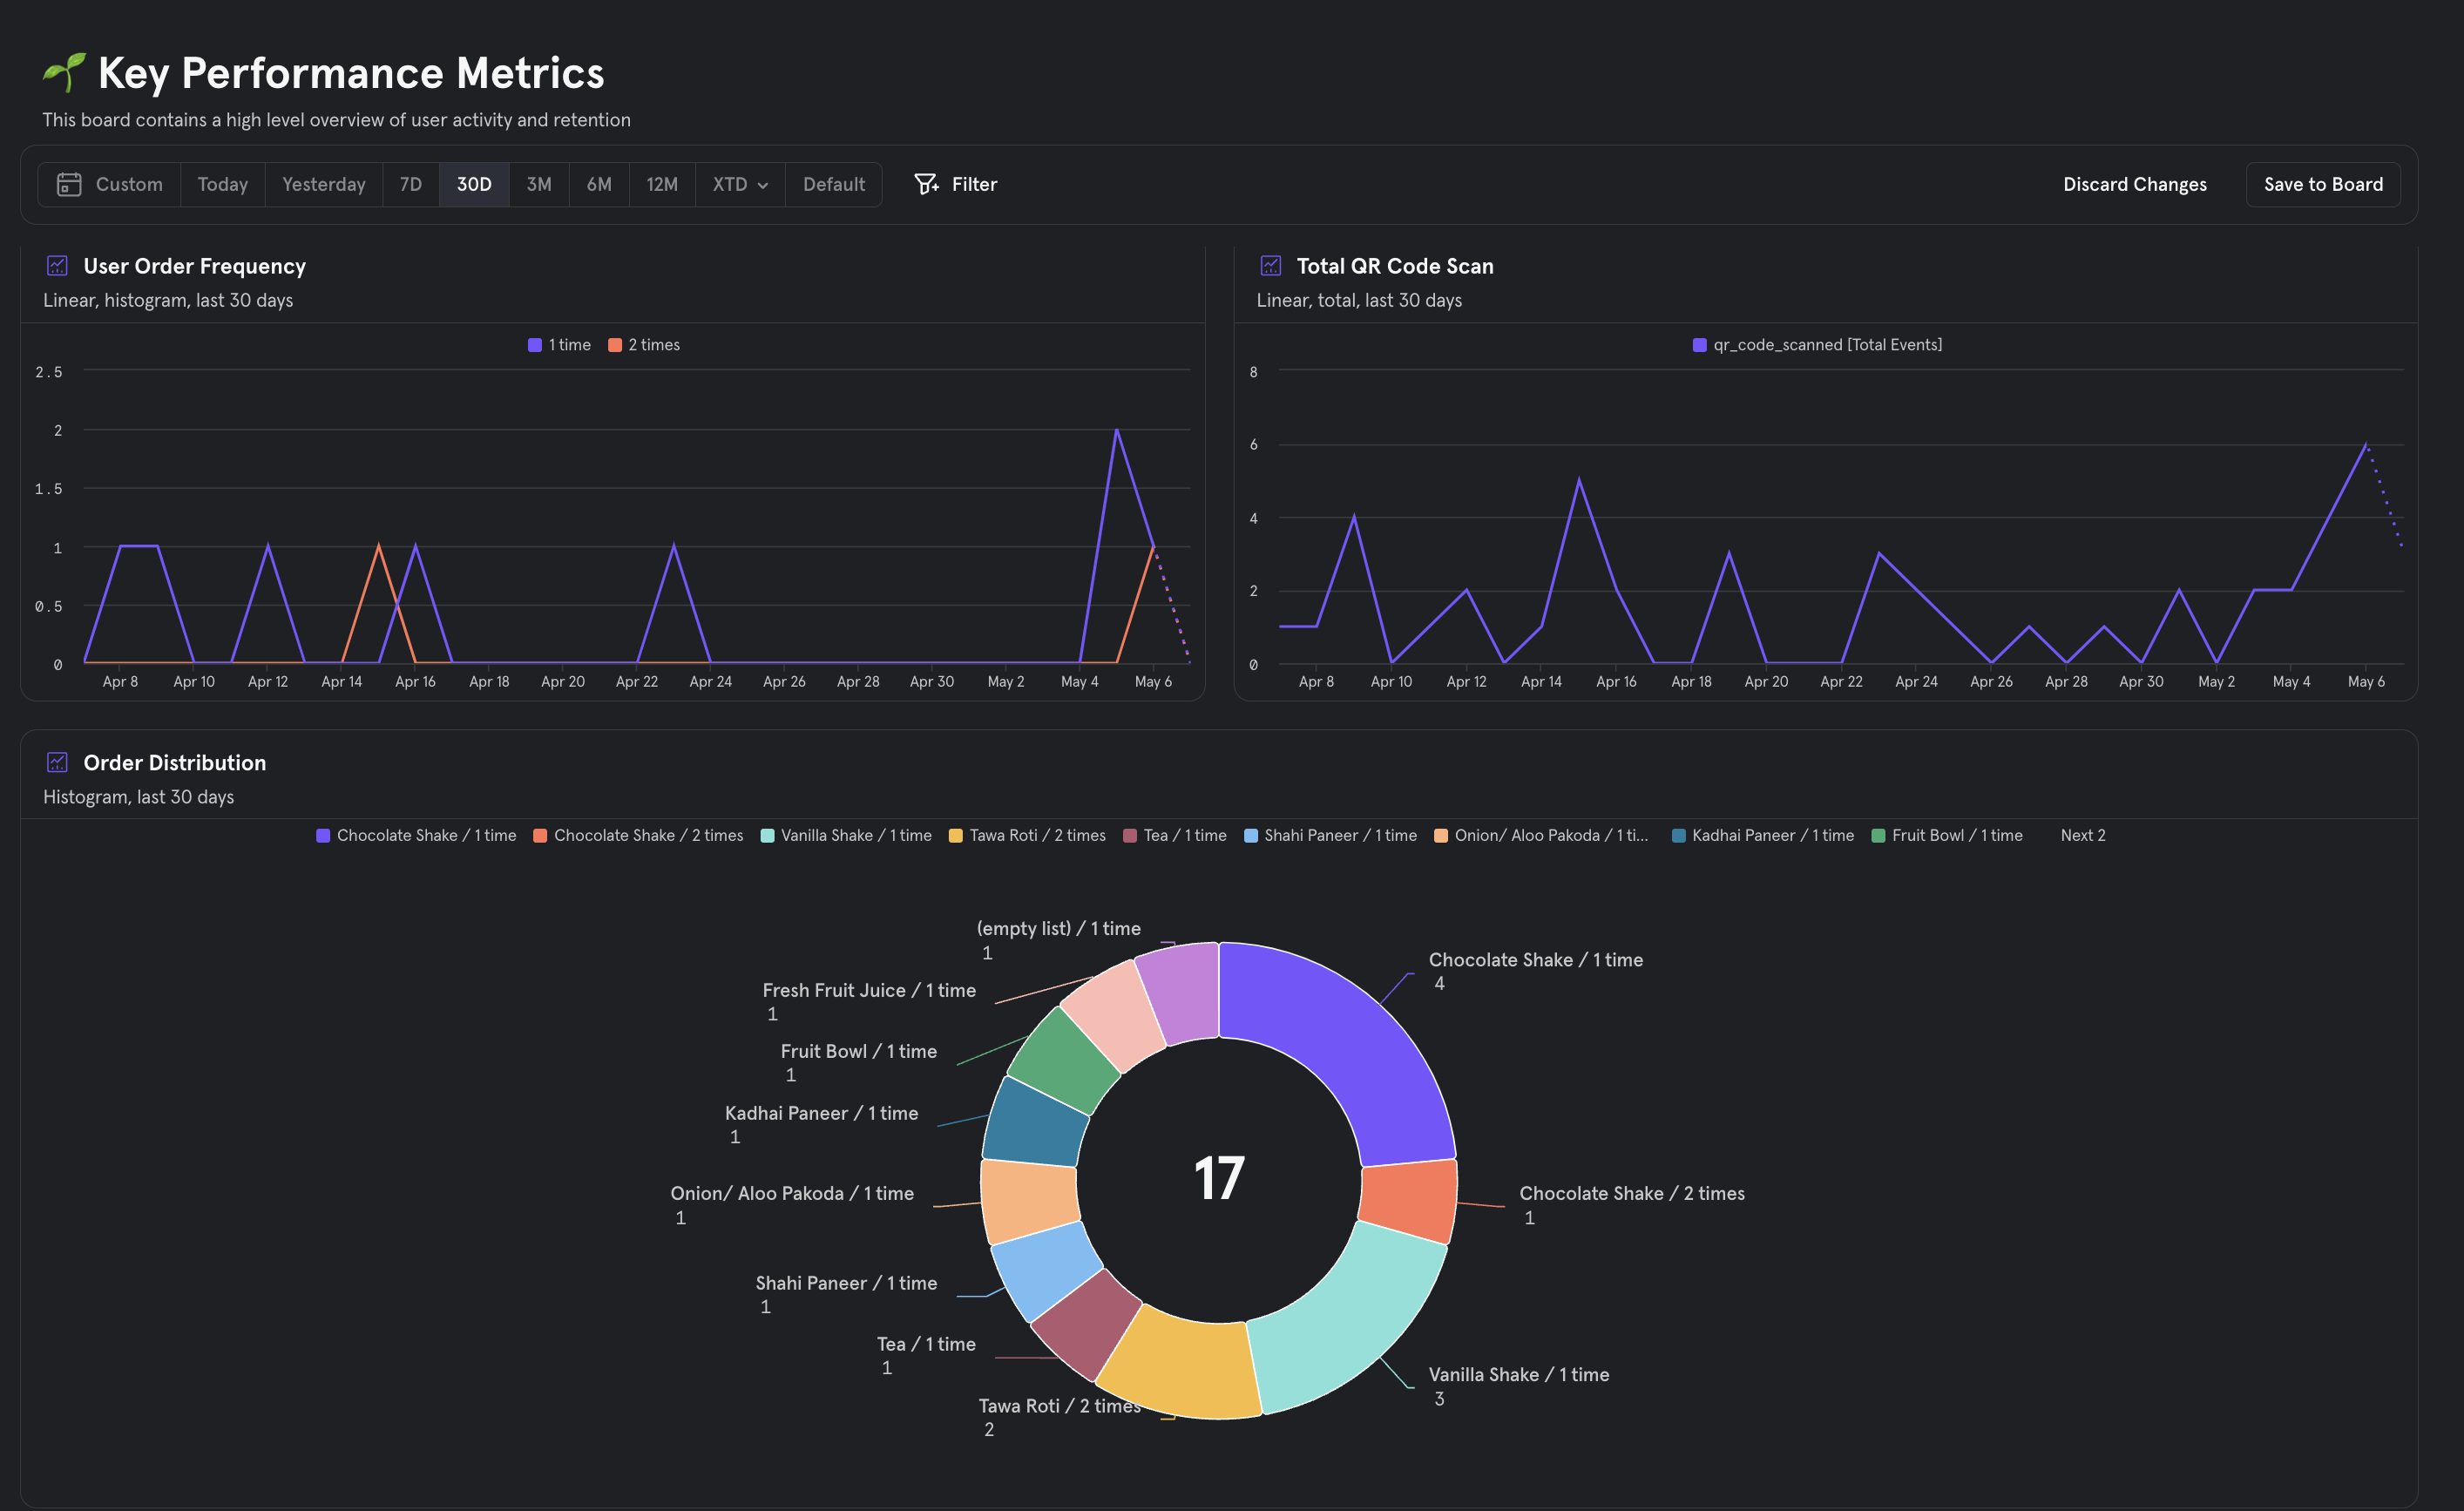 🌱 Key Performance Metrics
This board contains a high level overview of user activity and retention
Custom Today Yesterday 7D 30D 3M 6M 12M XTD Default Filter Discard Changes Save to Board
User Order Frequency
Linear, histogram, last 30 days
1 time 2 times
2.5
2
1.5
1
0.5
0
Apr 8 Apr 10 Apr 12 Apr 14 Apr 16 Apr 18 Apr 20 Apr 22 Apr 24 Apr 26 Apr 28 Apr 30 May 2 May 4 May 6
Total QR Code Scan
Linear, total, last 30 days
qr_code_scanned [Total Events]
8
6
4
2
0
Apr 8 Apr 10 Apr 12 Apr 14 Apr 16 Apr 18 Apr 20 Apr 22 Apr 24 Apr 26 Apr 28 Apr 30 May 2 May 4 May 6
Order Distribution
Histogram, last 30 days
Chocolate Shake / 1 time Chocolate Shake / 2 times Vanilla Shake / 1 time Tawa Roti / 2 times Tea / 1 time Shahi Paneer / 1 time Onion/ Aloo Pakoda / 1 ti... Kadhai Paneer / 1 time Fruit Bowl / 1 time Next 2
(empty list) / 1 time
1
Fresh Fruit Juice / 1 time
1
Fruit Bowl / 1 time
1
Kadhai Paneer / 1 time
1
Onion/ Aloo Pakoda / 1 time
1
Shahi Paneer / 1 time
1
Tea / 1 time
1
Tawa Roti / 2 times
2
17
Chocolate Shake / 1 time
4
Chocolate Shake / 2 times
1
Vanilla Shake / 1 time
3